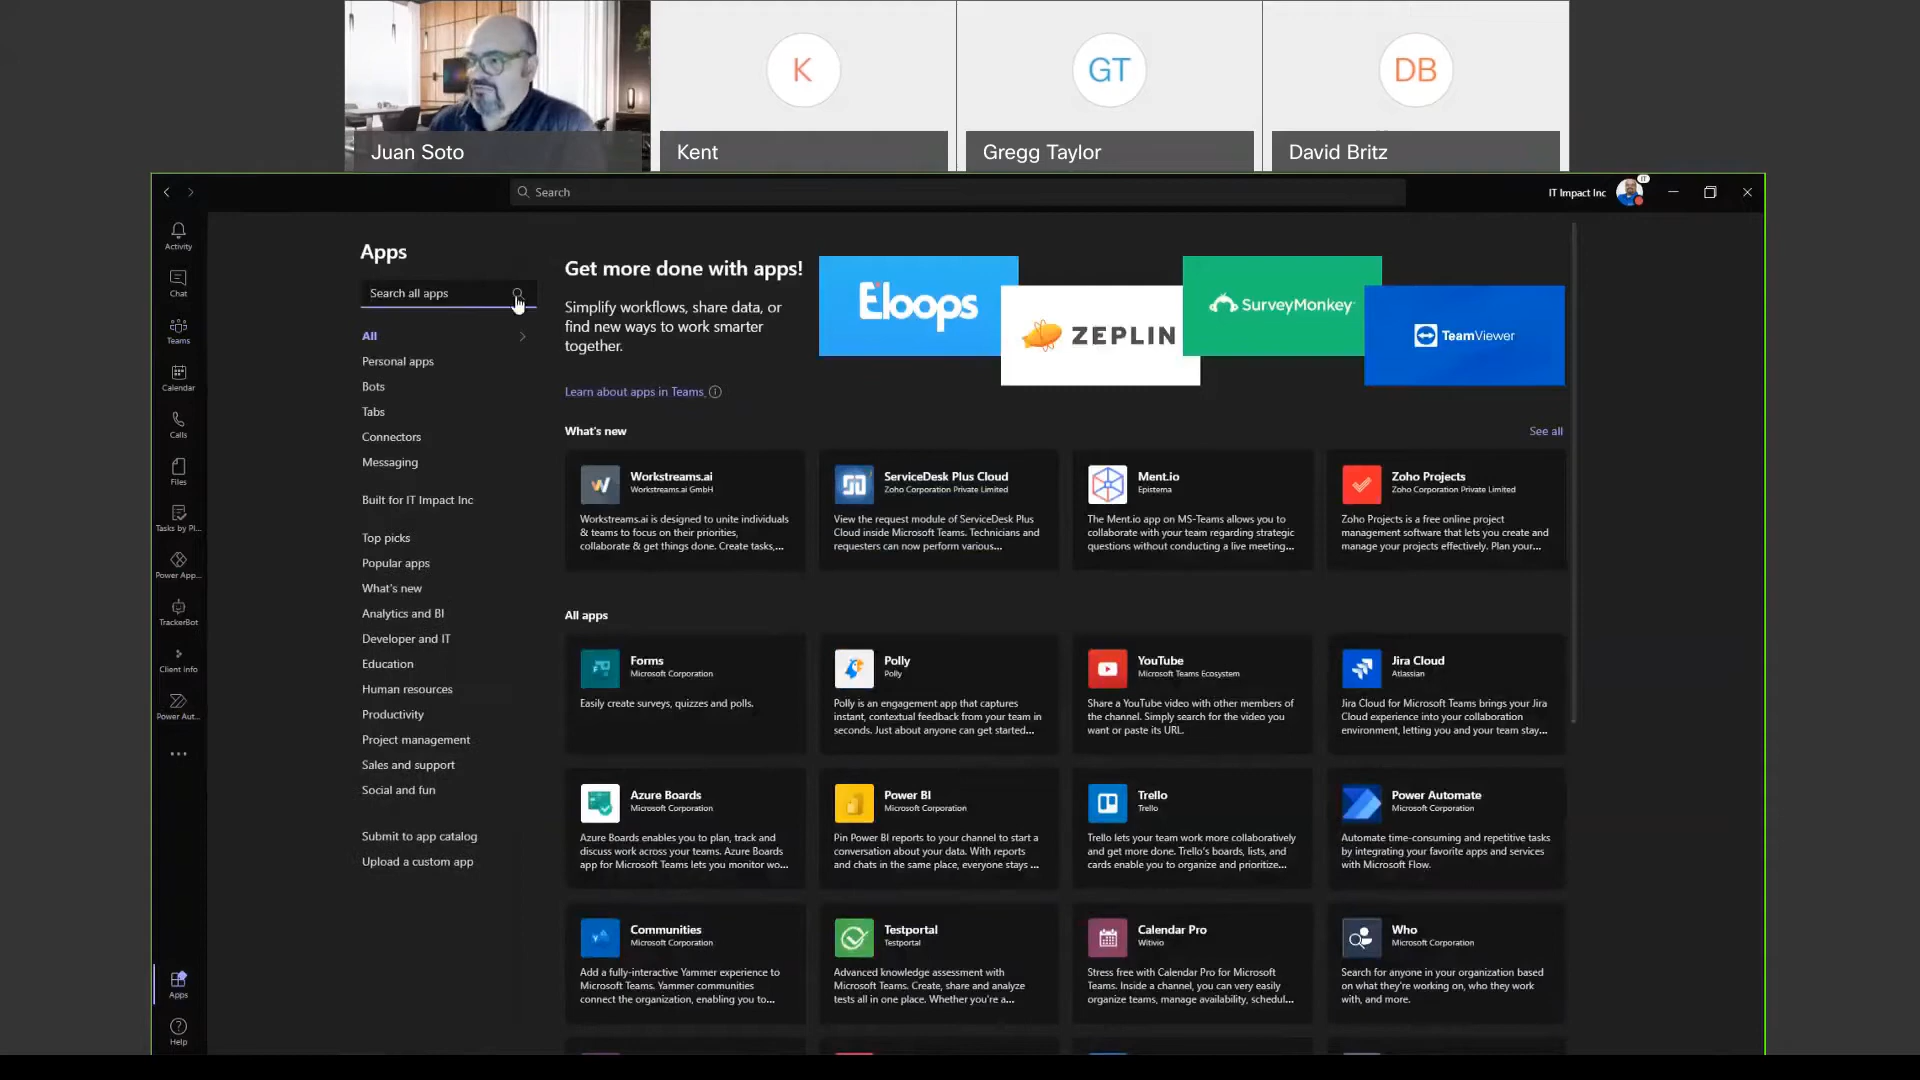 K
GT
DB
Juan Soto
Kent
Gregg Taylor
David Britz
Search
IT Impact Inc
IT
Activity
Chat
Teams
Calendar
Calls
Files
Tasks by Pl...
Power App...
TrackerBot
Client Info
Power Aut...
Apps
Help
Apps
Search all apps
All
Personal apps
Bots
Tabs
Connectors
Messaging
Built for IT Impact Inc
Top picks
Popular apps
What's new
Analytics and BI
Developer and IT
Education
Human resources
Productivity
Project management
Sales and support
Social and fun
Submit to app catalog
Upload a custom app
Get more done with apps!
Simplify workflows, share data, or
find new ways to work smarter
together.
Learn about apps in Teams
Eloops
ZEPLIN
SurveyMonkey
TeamViewer
What's new
See all
Workstreams.ai
Workstreams.ai GmbH
Workstreams.ai is designed to unite individuals
& teams to focus on their priorities,
collaborate & get things done. Create tasks,...
ServiceDesk Plus Cloud
Zoho Corporation Private Limited
View the request module of ServiceDesk Plus
Cloud inside Microsoft Teams. Technicians and
requesters can now perform various...
Ment.io
Epistema
The Ment.io app on MS-Teams allows you to
collaborate with your team regarding strategic
questions without conducting a live meeting...
Zoho Projects
Zoho Corporation Private Limited
Zoho Projects is a free online project
management software that lets you create and
manage your projects effectively. Plan your...
All apps
Forms
Microsoft Corporation
Easily create surveys, quizzes and polls.
Polly
Polly
Polly is an engagement app that captures
instant, contextual feedback from your team in
seconds. Just about anyone can get started...
YouTube
Microsoft Teams Ecosystem
Share a YouTube video with other members of
the channel. Simply search for the video you
want or paste its URL.
Jira Cloud
Atlassian
Jira Cloud for Microsoft Teams brings your Jira
Cloud experience into your collaboration
environment, letting you and your team stay...
Azure Boards
Microsoft Corporation
Azure Boards enables you to plan, track and
discuss work across your teams. Azure Boards
app for Microsoft Teams lets you monitor wo...
Power BI
Microsoft Corporation
Pin Power BI reports to your channel to start a
conversation about your data. With reports
and chats in the same place, everyone stays ...
Trello
Trello
Trello lets your team work more collaboratively
and get more done. Trello's boards, lists, and
cards enable you to organize and prioritize...
Power Automate
Microsoft Corporation
Automate time-consuming and repetitive tasks
by integrating your favorite apps and services
with Microsoft Flow.
Communities
Microsoft Corporation
Add a fully-interactive Yammer experience to
Microsoft Teams. Yammer communities
connect the organization, enabling you to...
Testportal
Testportal
Advanced knowledge assessment with
Microsoft Teams. Create, share and analyze
tests all in one place. Whether you're a...
Calendar Pro
Witivio
Stress free with Calendar Pro for Microsoft
Teams. Inside a channel, you can very easily
organize teams, manage availability, schedul...
Who
Microsoft Corporation
Search for anyone in your organization based
on what they're working on, who they work
with, and more.